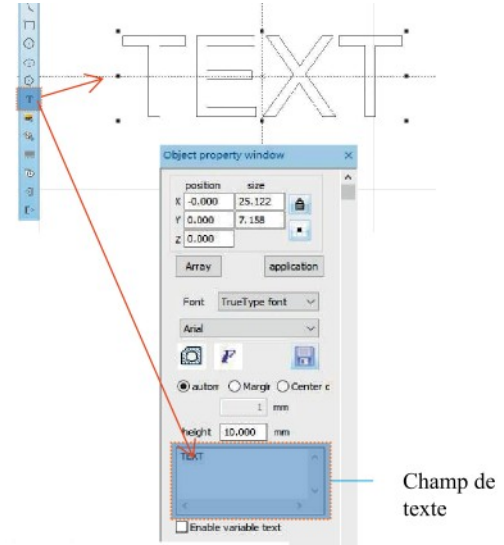 TEXT
T
Object property window ×
position size
X -0.000 25.122
Y 0.000 7.158
Z 0.000
Array application
Font TrueType font
Arial
F
autom Margir Center c
1 mm
height 10.000 mm
TEXT
Enable variable text
Champ de
texte